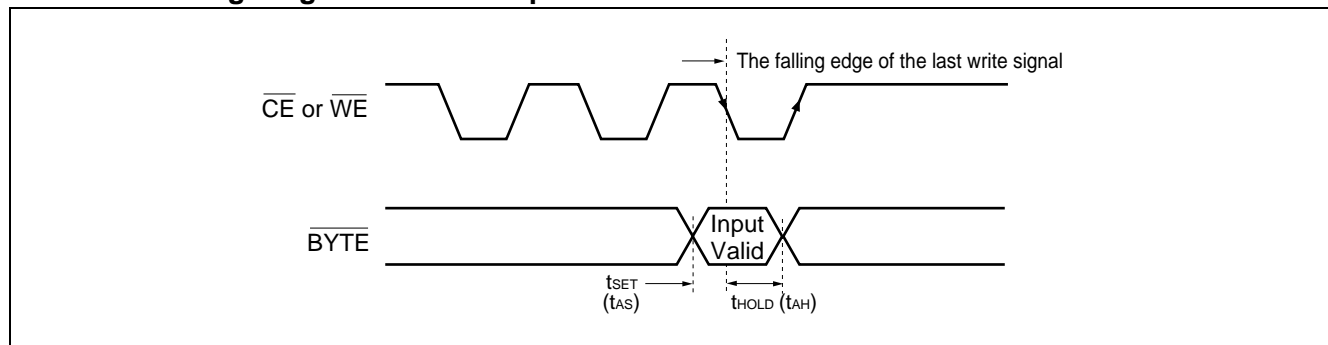 The falling edge of the last write signal
CE or WE
BYTE
Input
Valid
tSET
(tAS)
tHOLD (tAH)